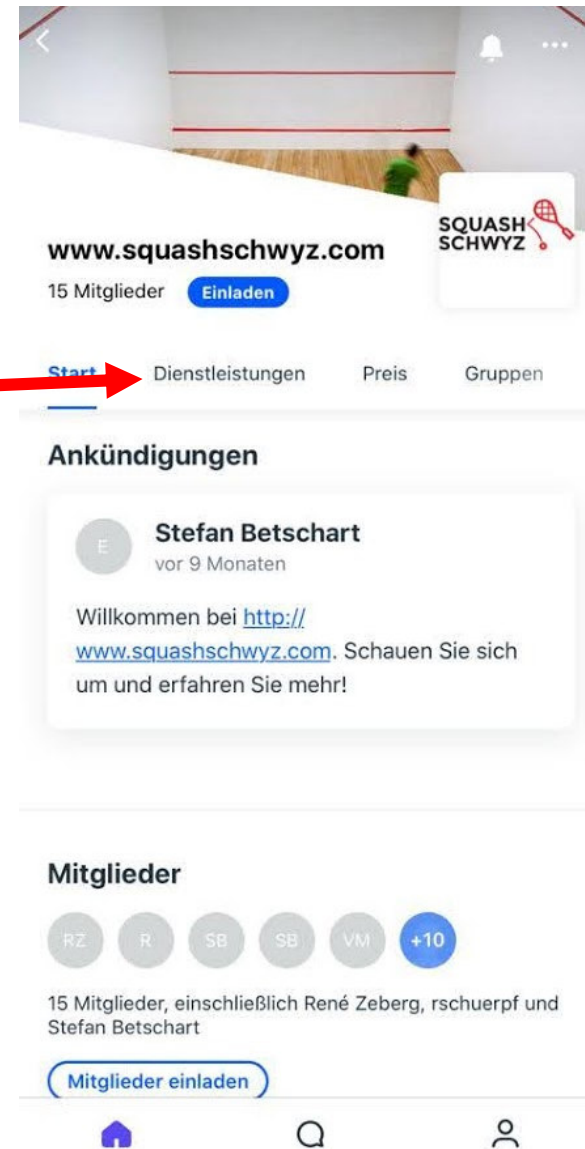 SQUASH
SCHWYZ
www.squashschwyz.com
15 Mitglieder
Einladen
Start Dienstleistungen Preis Gruppen
Ankündigungen
E
Stefan Betschart
vor 9 Monaten
Willkommen bei http://
www.squashschwyz.com. Schauen Sie sich
um und erfahren Sie mehr!
Mitglieder
RZ R SB SB VM +10
15 Mitglieder, einschließlich René Zeberg, rschuerpf und
Stefan Betschart
Mitglieder einladen